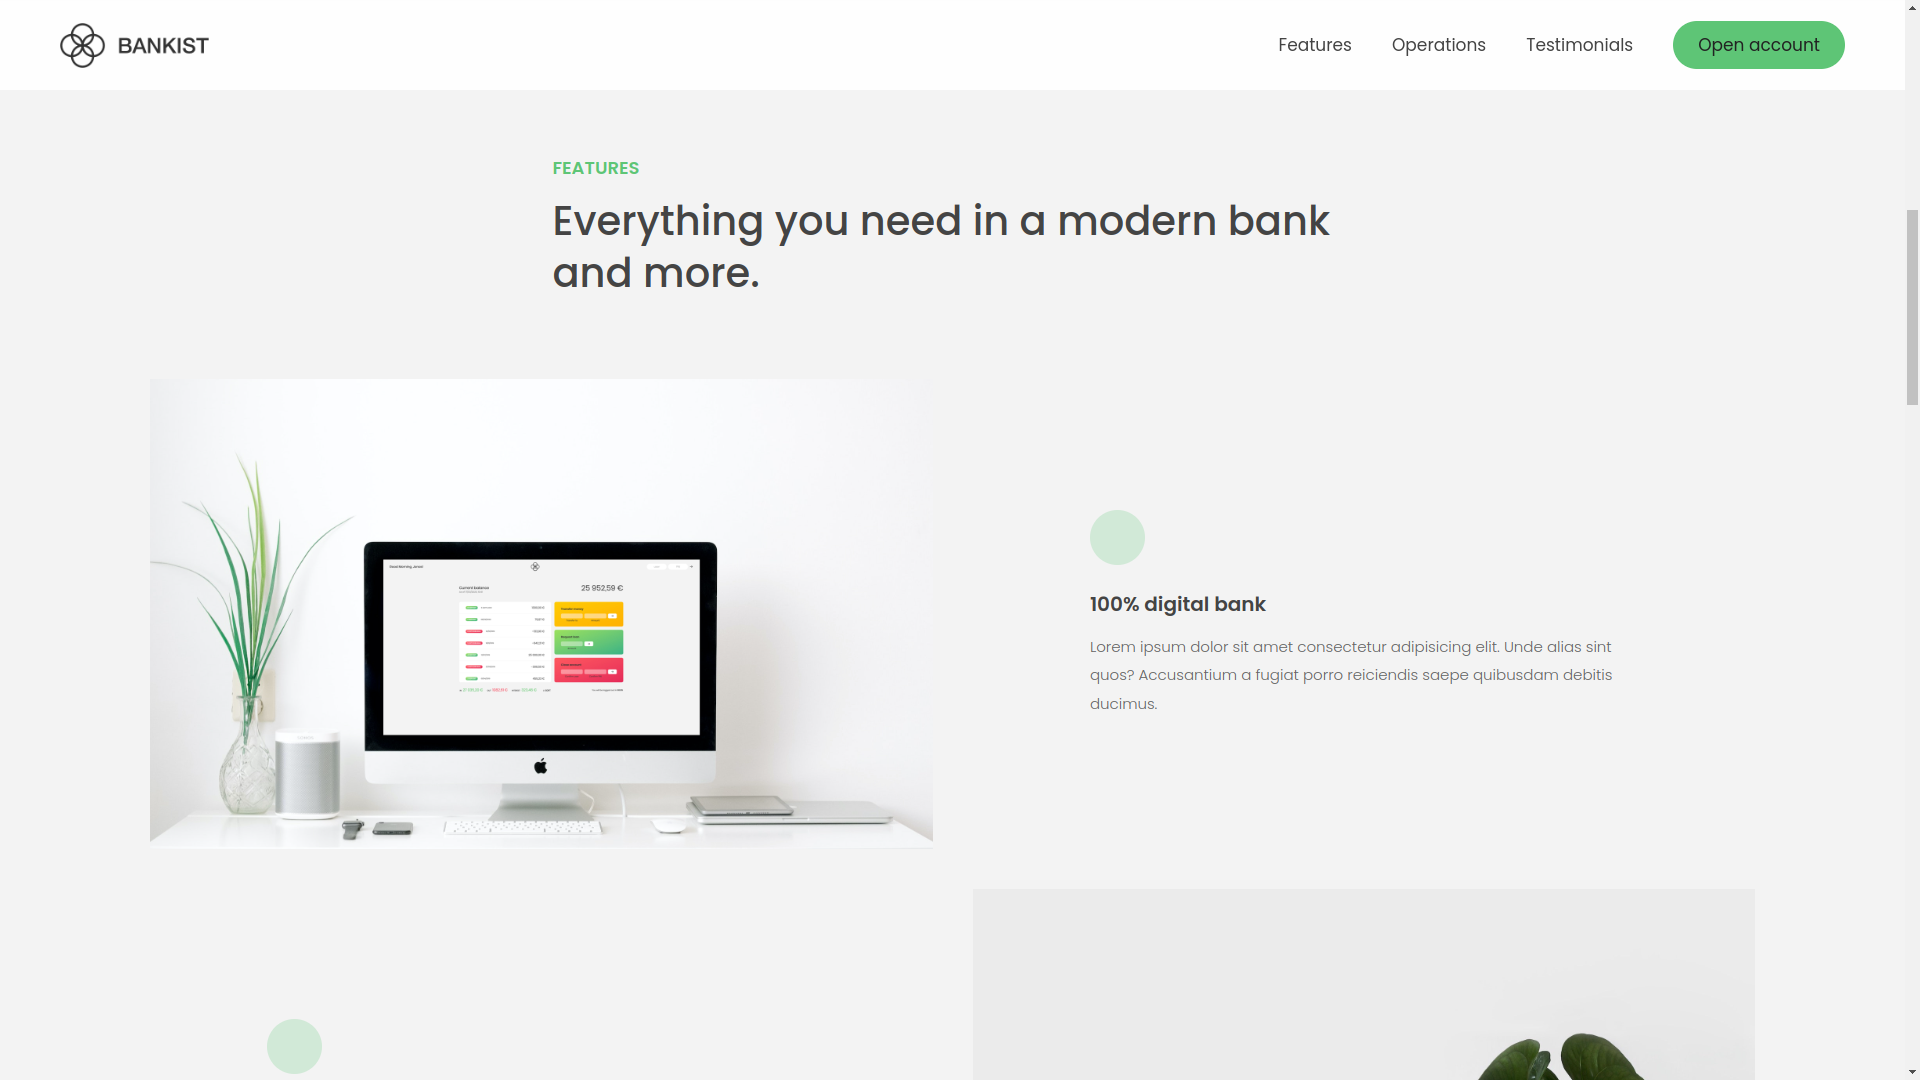 BANKIST
Features
Operations
Testimonials
Open account
FEATURES
Everything you need in a modern bank
and more.
25 952,59 €
100% digital bank
Lorem ipsum dolor sit amet consectetur adipisicing elit. Unde alias sint
quos? Accusantium a fugiat porro reiciendis saepe quibusdam debitis
ducimus.